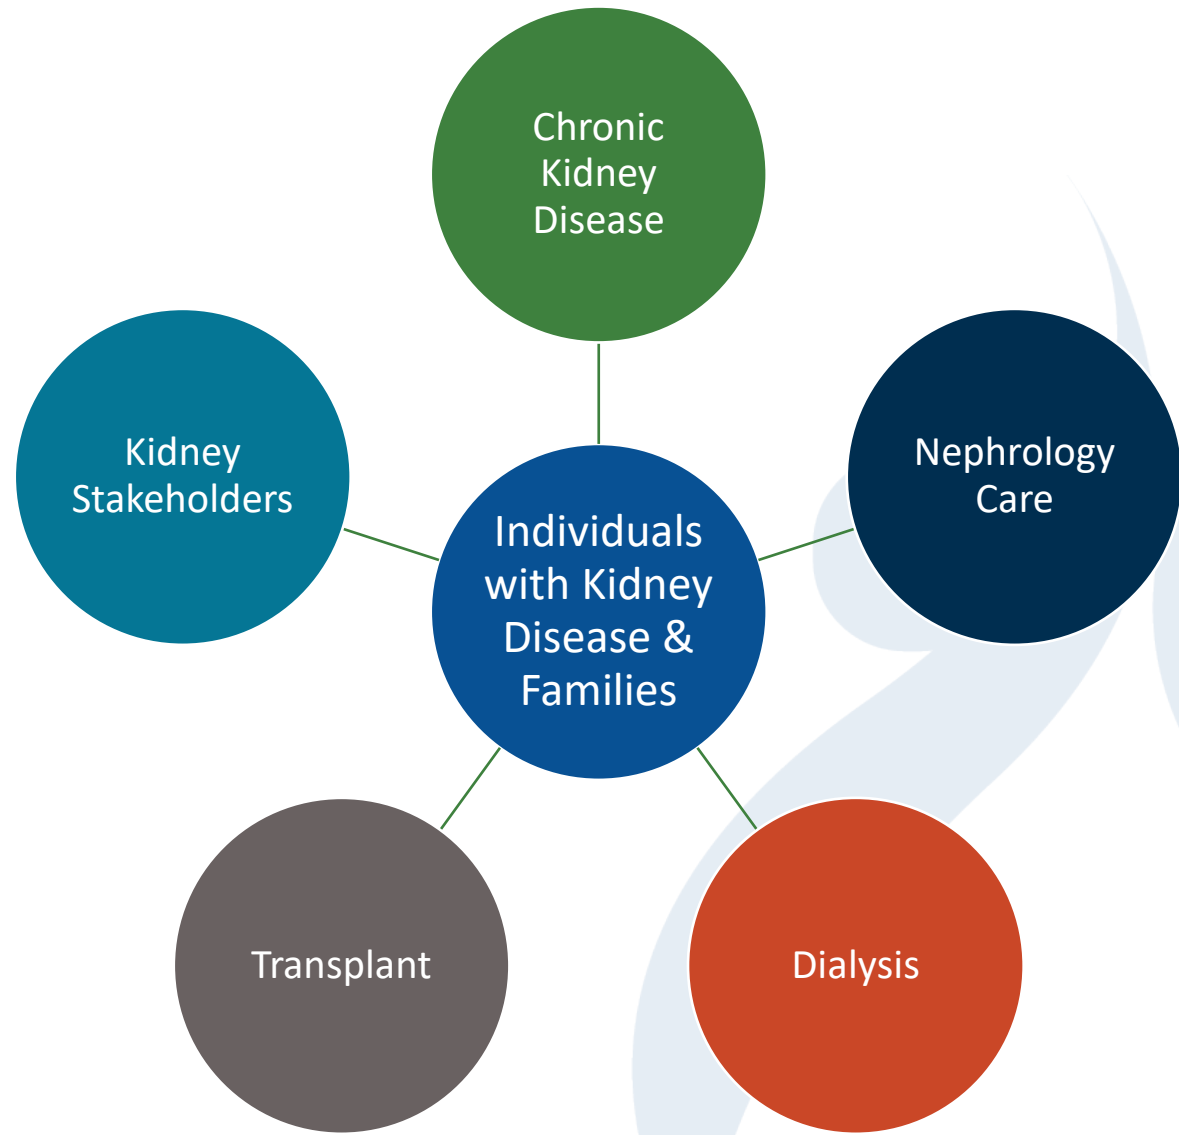 Chronic
Kidney
Disease
Kidney
Stakeholders
Nephrology
Care
Individuals
with Kidney
Disease &
Families
Transplant
Dialysis